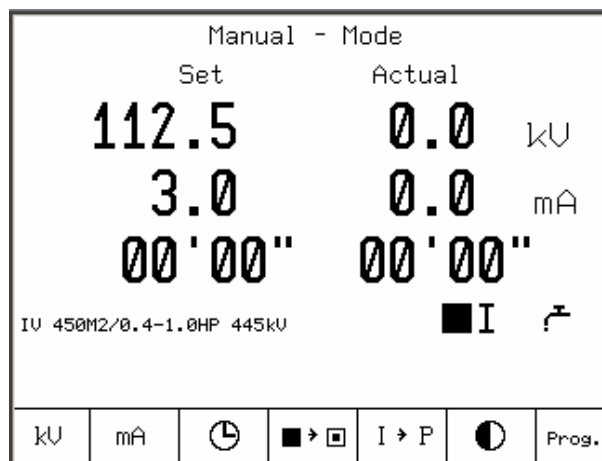 Manual - Mode
Set Actual
112.5 0.0 kV
3.0 0.0 mA
00'00" 00'00"
IV 450M2/0.4-1.0HP 445kV I
kV mA I → P Prog.